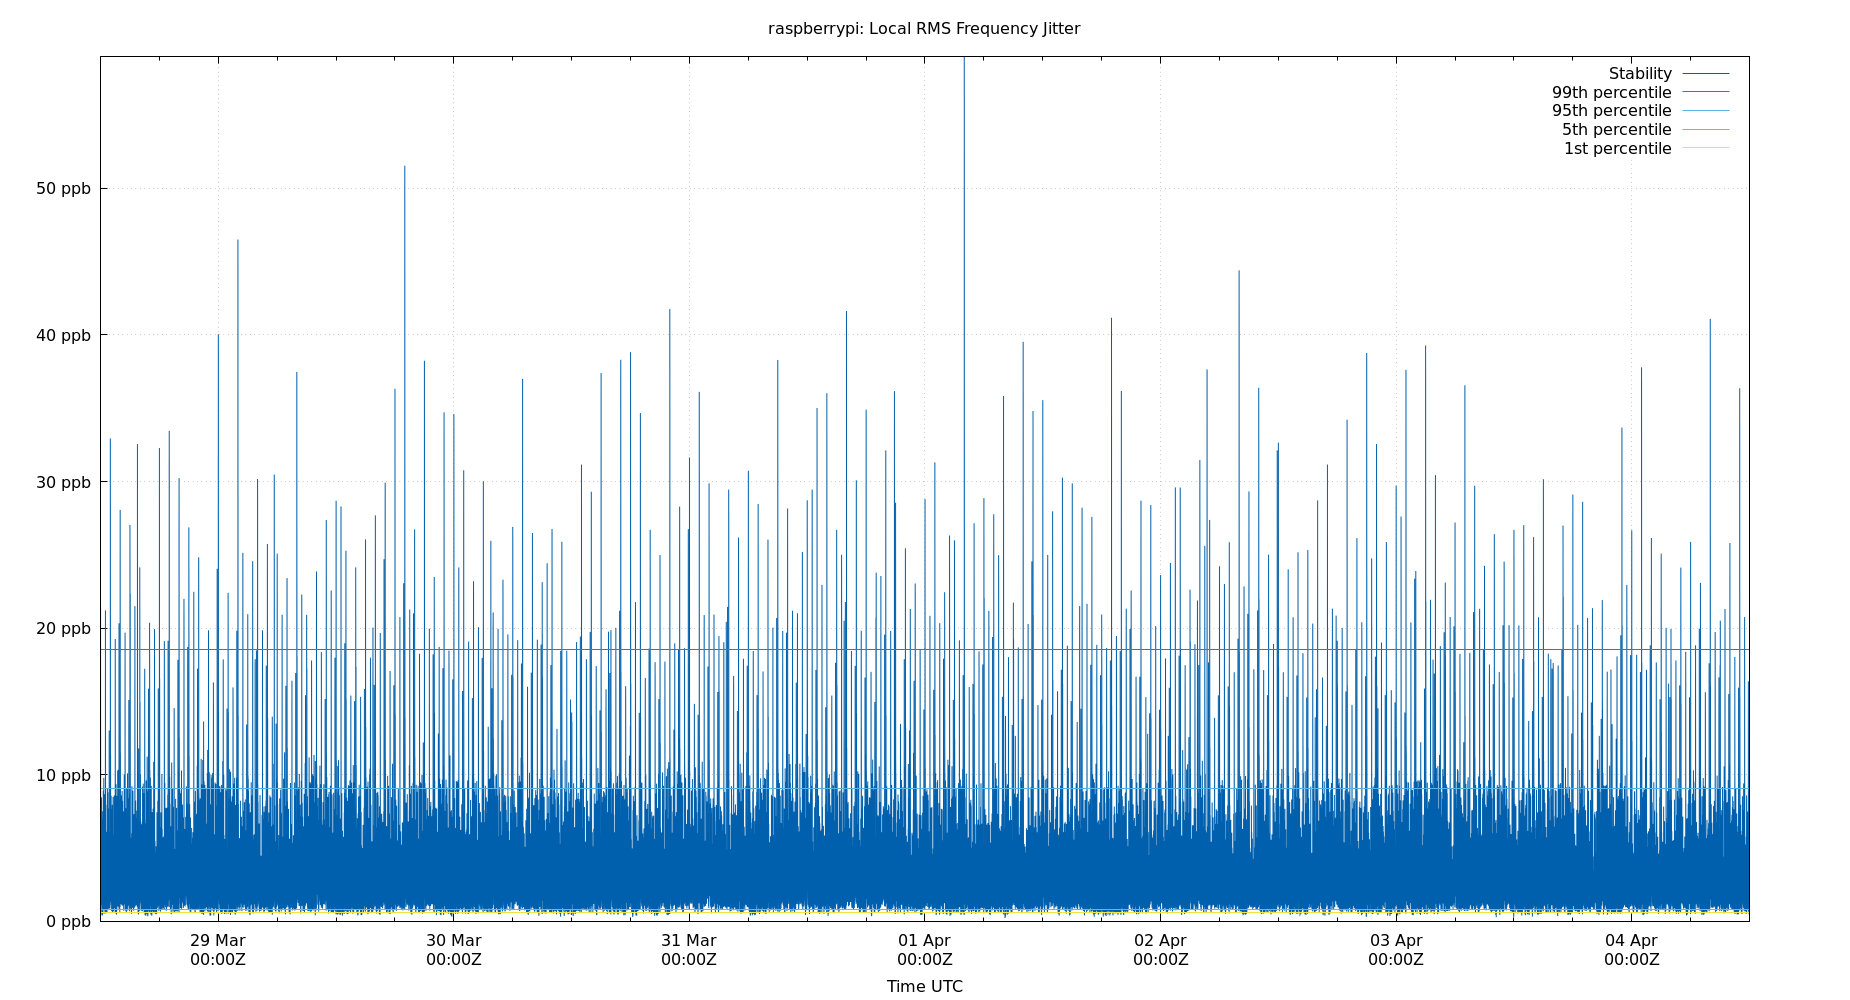 raspberrypi: Local RMS Frequency Jitter
Stability
99th percentile
95th percentile
5th percentile
1st percentile
50 ppb
40 ppb
30 ppb
20 ppb
10 ppb
0 ppb
29 Mar 30 Mar 31 Mar 01 Apr 02 Apr 03 Apr 04 Apr
00:00Z 00:00Z 00:00Z 00:00Z 00:00Z 00:00Z 00:00Z
Time UTC